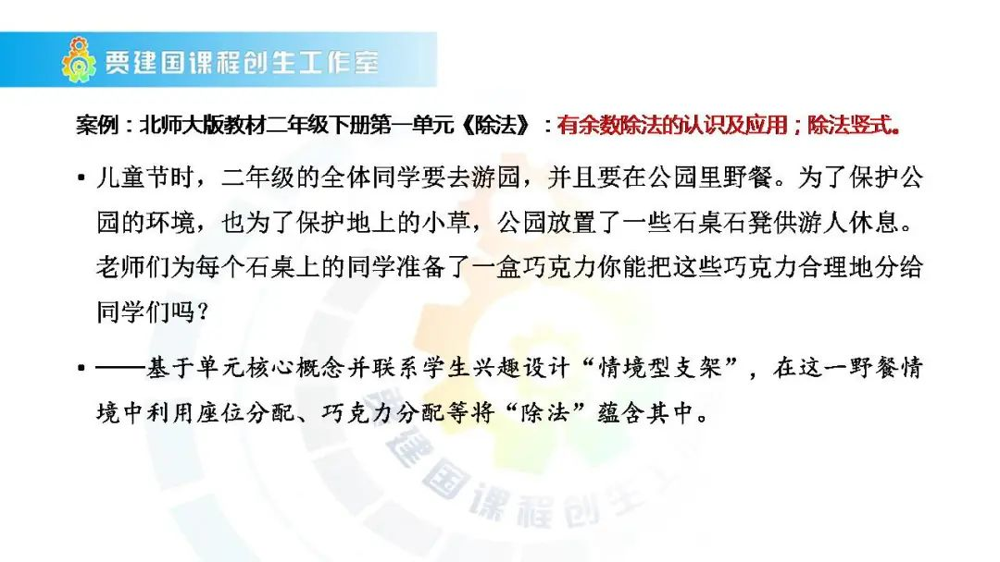 贾建国课程创生工作室
案例：北师大版教材二年级下册第一单元《除法》：有余数除法的认识及应用；除法竖式。
• 儿童节时，二年级的全体同学要去游园，并且要在公园里野餐。为了保护公
园的环境，也为了保护地上的小草，公园放置了一些石桌石凳供游人休息。
老师们为每个石桌上的同学准备了一盒巧克力你能把这些巧克力合理地分给
同学们吗？
• ——基于单元核心概念并联系学生兴趣设计“情境型支架”，在这一野餐情
境中利用座位分配、巧克力分配等将“除法”蕴含其中。
贾建国课程创生工